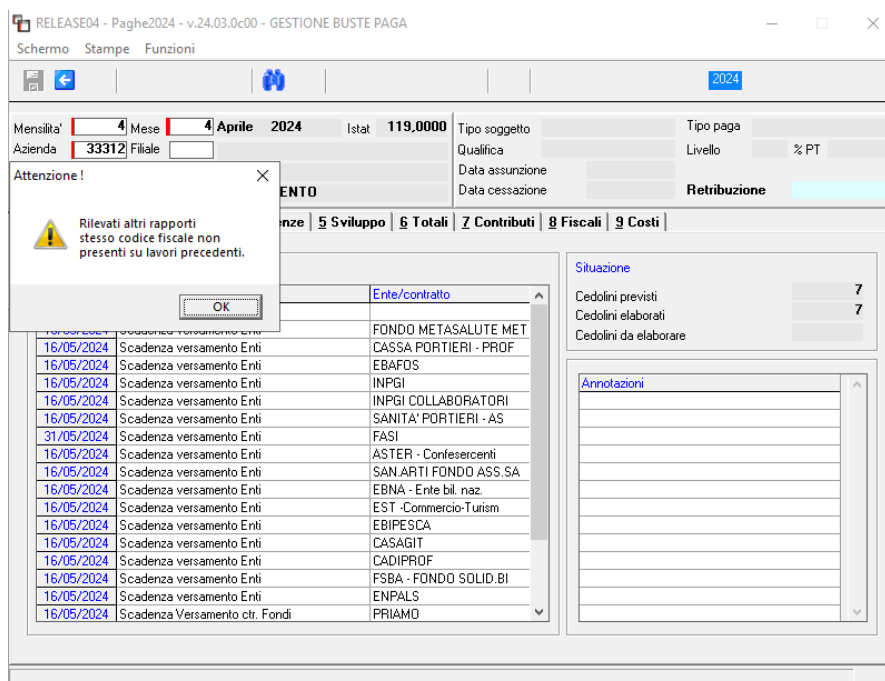 RELEASE04 - Paghe2024 - v.24.03.0c00 - GESTIONE BUSTE PAGA
Schermo Stampe Funzioni
2024
Mensilita' 4 Mese 4 Aprile 2024 Istat 119,0000 Tipo soggetto Tipo paga
Azienda 33312 Filiale Qualifica Livello % PT
Data assunzione
ENTO Data cessazione Retribuzione
Attenzione !
Rilevati altri rapporti
stesso codice fiscale non
presenti su lavori precedenti.
OK
nze 5 Sviluppo 6 Totali 7 Contributi 8 Fiscali 9 Costi
Situazione
Cedolini previsti 7
Cedolini elaborati 7
Cedolini da elaborare
Annotazioni
Ente/contratto
FONDO METASALUTE MET
16/05/2024 Scadenza versamento Enti CASSA PORTIERI - PROF
16/05/2024 Scadenza versamento Enti EBAFOS
16/05/2024 Scadenza versamento Enti INPGI
16/05/2024 Scadenza versamento Enti INPGI COLLABORATORI
16/05/2024 Scadenza versamento Enti SANITA' PORTIERI - AS
31/05/2024 Scadenza versamento Enti FASI
16/05/2024 Scadenza versamento Enti ASTER - Confesercenti
16/05/2024 Scadenza versamento Enti SAN.ARTI FONDO ASS.SA
16/05/2024 Scadenza versamento Enti EBNA - Ente bil. naz.
16/05/2024 Scadenza versamento Enti EST -Commercio-Turism
16/05/2024 Scadenza versamento Enti EBIPESCA
16/05/2024 Scadenza versamento Enti CASAGIT
16/05/2024 Scadenza versamento Enti CADIPROF
16/05/2024 Scadenza versamento Enti FSBA - FONDO SOLID.BI
16/05/2024 Scadenza versamento Enti ENPALS
16/05/2024 Scadenza Versamento ctr. Fondi PRIAMO